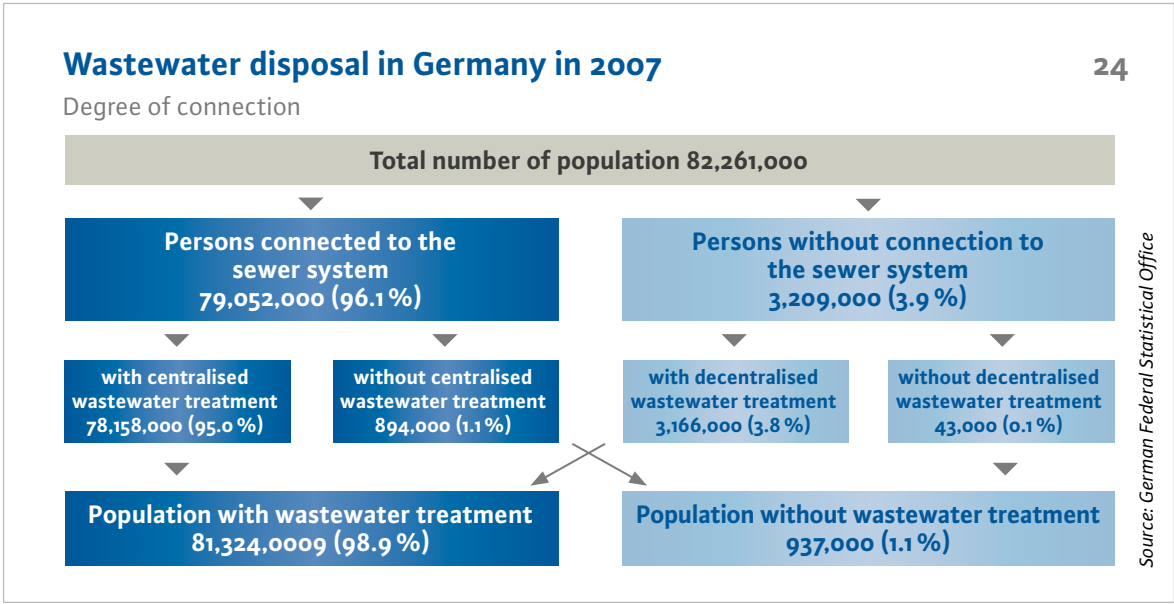 Wastewater disposal in Germany in 2007
24
Degree of connection
Total number of population 82,261,000
Persons connected to the
sewer system
79,052,000 (96.1 %)
Persons without connection to
the sewer system
3,209,000 (3.9 %)
with centralised
wastewater treatment
78,158,000 (95.0 %)
without centralised
wastewater treatment
894,000 (1.1 %)
with decentralised
wastewater treatment
3,166,000 (3.8 %)
without decentralised
wastewater treatment
43,000 (0.1 %)
Population with wastewater treatment
81,324,0009 (98.9 %)
Population without wastewater treatment
937,000 (1.1 %)
Source: German Federal Statistical Office